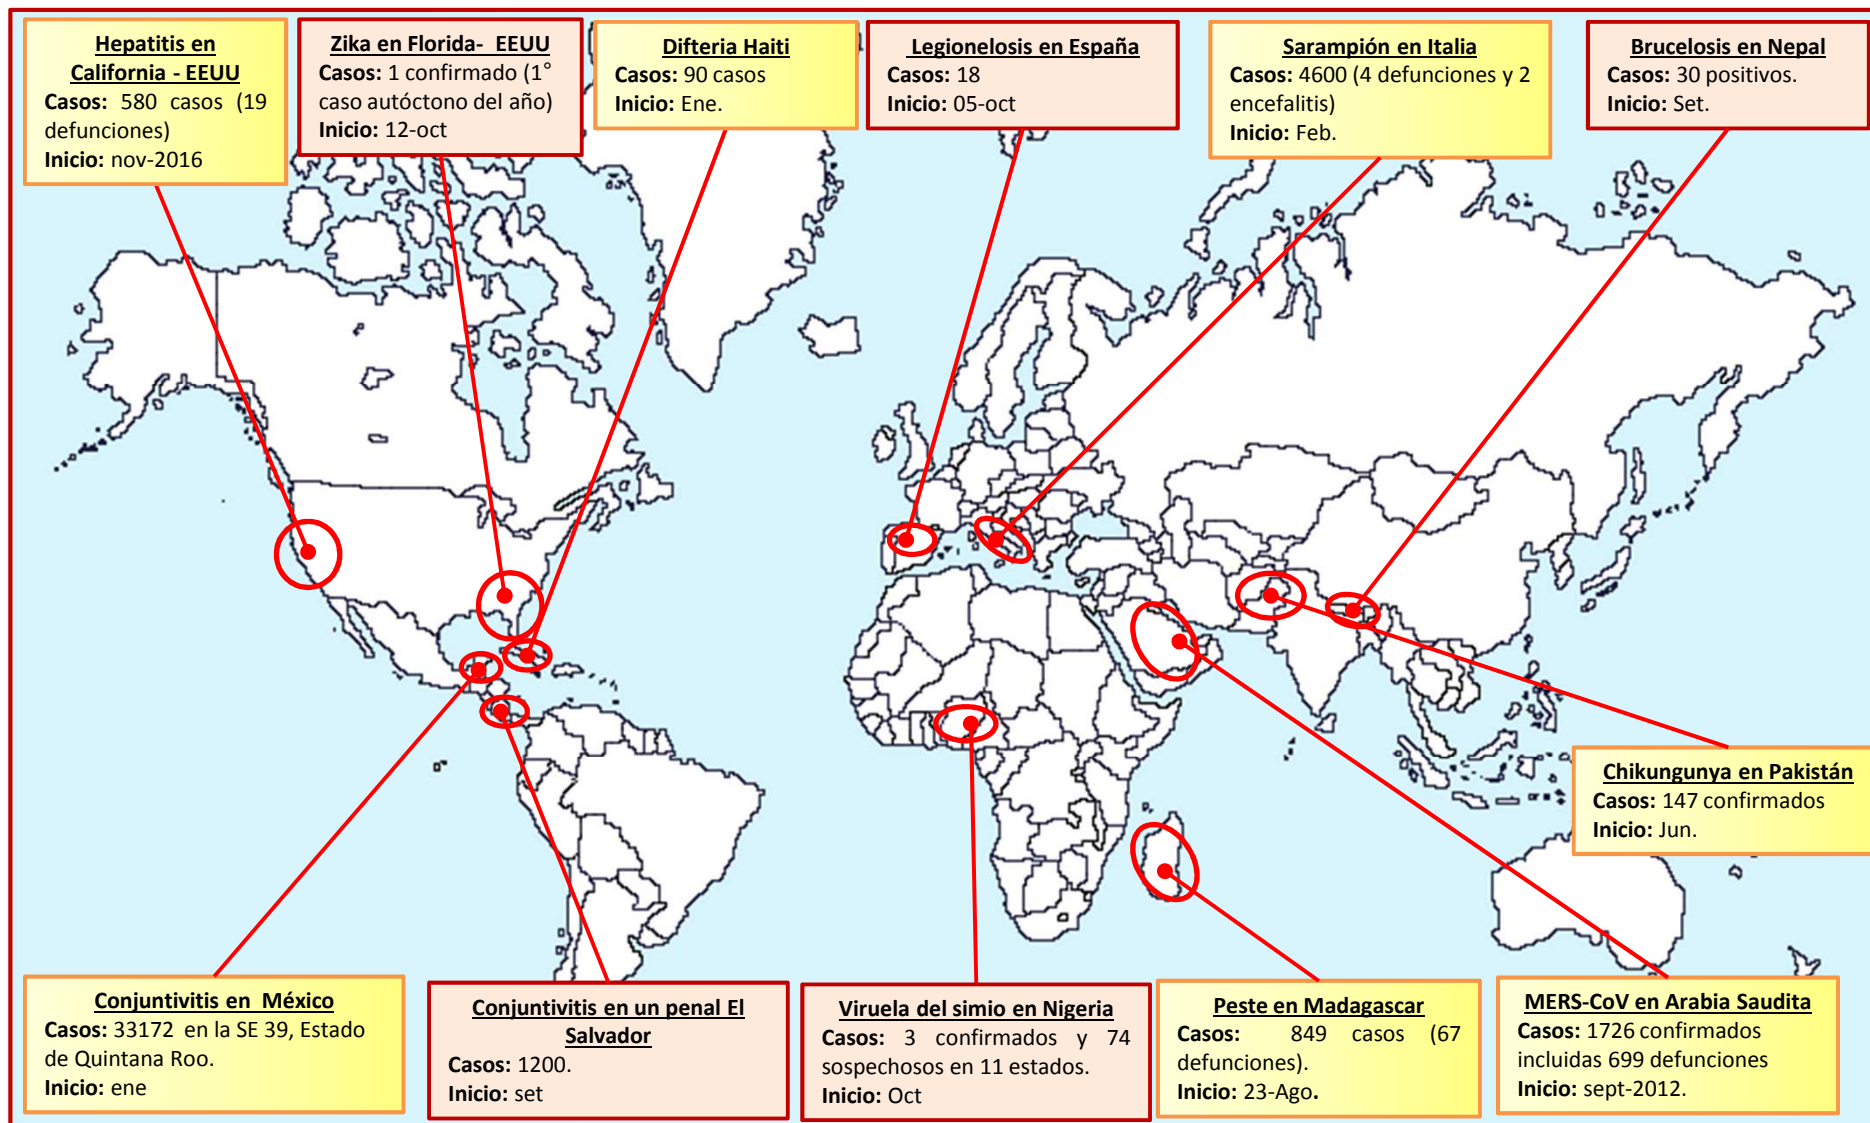 Hepatitis en
California - EEUU
Casos: 580 casos (19
defunciones)
Inicio: nov-2016
Zika en Florida- EEUU
Casos: 1 confirmado (1°
caso autóctono del año)
Inicio: 12-oct
Difteria Haiti
Casos: 90 casos
Inicio: Ene.
Legionelosis en España
Casos: 18
Inicio: 05-oct
Sarampión en Italia
Casos: 4600 (4 defunciones y 2
encefalitis)
Inicio: Feb.
Brucelosis en Nepal
Casos: 30 positivos.
Inicio: Set.
Chikungunya en Pakistán
Casos: 147 confirmados
Inicio: Jun.
Conjuntivitis en México
Casos: 33172 en la SE 39, Estado
de Quintana Roo.
Inicio: ene
Conjuntivitis en un penal El
Salvador
Casos: 1200.
Inicio: set
Viruela del simio en Nigeria
Casos: 3 confirmados y 74
sospechosos en 11 estados.
Inicio: Oct
Peste en Madagascar
Casos: 849 casos (67
defunciones).
Inicio: 23-Ago.
MERS-CoV en Arabia Saudita
Casos: 1726 confirmados
incluidas 699 defunciones
Inicio: sept-2012.